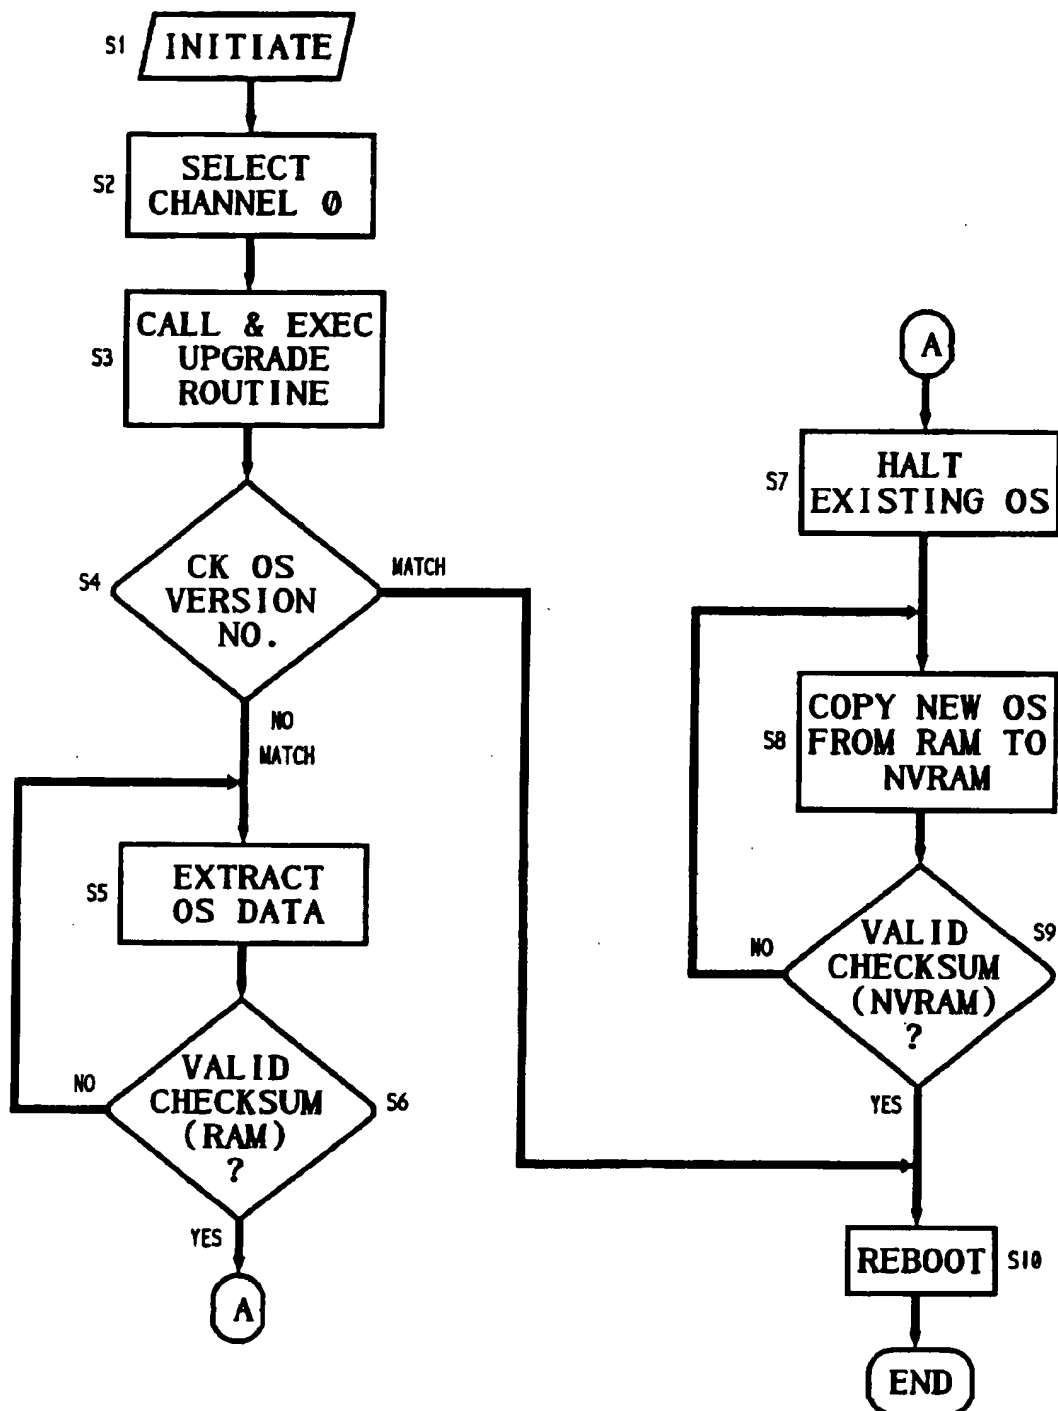 S1
INITIATE
S2
SELECT
CHANNEL 0
S3
CALL & EXEC
UPGRADE
ROUTINE
S4
CK OS
VERSION
NO.
MATCH
NO
MATCH
S5
EXTRACT
OS DATA
NO
VALID
CHECKSUM
(RAM)
?
S6
YES
A
A
S7
HALT
EXISTING OS
S8
COPY NEW OS
FROM RAM TO
NVRAM
NO
VALID
CHECKSUM
(NVRAM)
?
S9
YES
REBOOT
S10
END